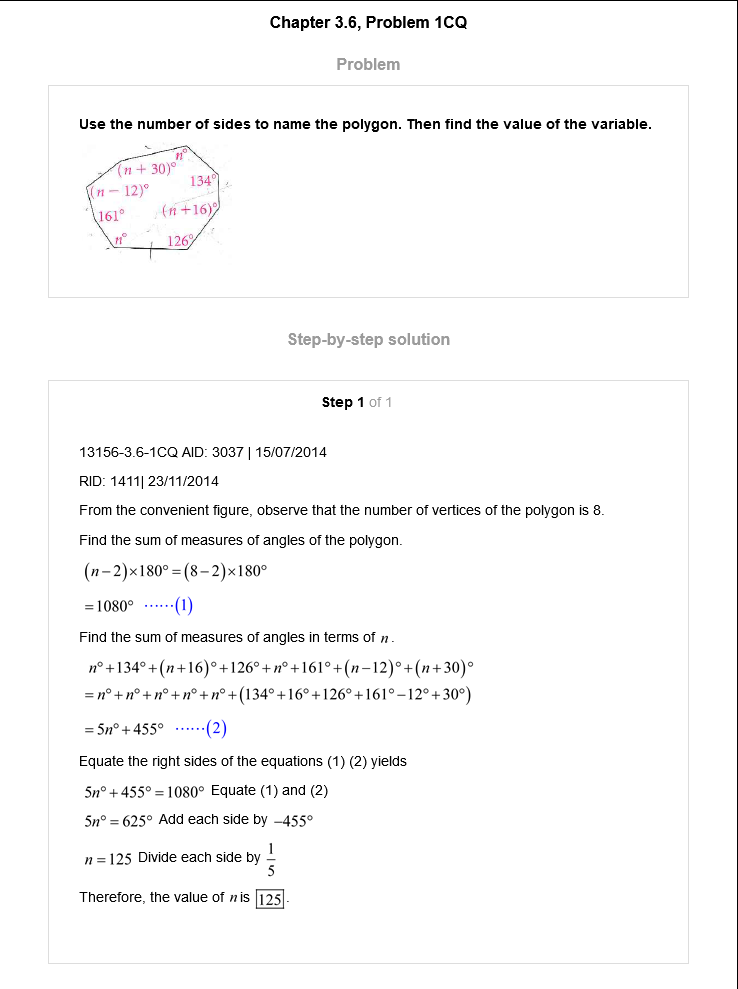 Chapter 3.6, Problem 1CQ
Problem
Use the number of sides to name the polygon. Then find the value of the variable.
n°
(n + 30)°
134°
(n − 12)°
(n + 16)°
161°
n°
126°
Step-by-step solution
Step 1 of 1
13156-3.6-1CQ AID: 3037 | 15/07/2014
RID: 1411| 23/11/2014
From the convenient figure, observe that the number of vertices of the polygon is 8.
Find the sum of measures of angles of the polygon.
(n−2)×180° = (8−2)×180°
= 1080° ······(1)
Find the sum of measures of angles in terms of n.
n°+134°+(n+16)°+126°+n°+161°+(n−12)°+(n+30)°
= n°+n°+n°+n°+n°+(134°+16°+126°+161°−12°+30°)
= 5n°+455° ······(2)
Equate the right sides of the equations (1) (2) yields
5n°+455° = 1080° Equate (1) and (2)
5n° = 625° Add each side by −455°
n = 125 Divide each side by 1/5
Therefore, the value of n is 125.